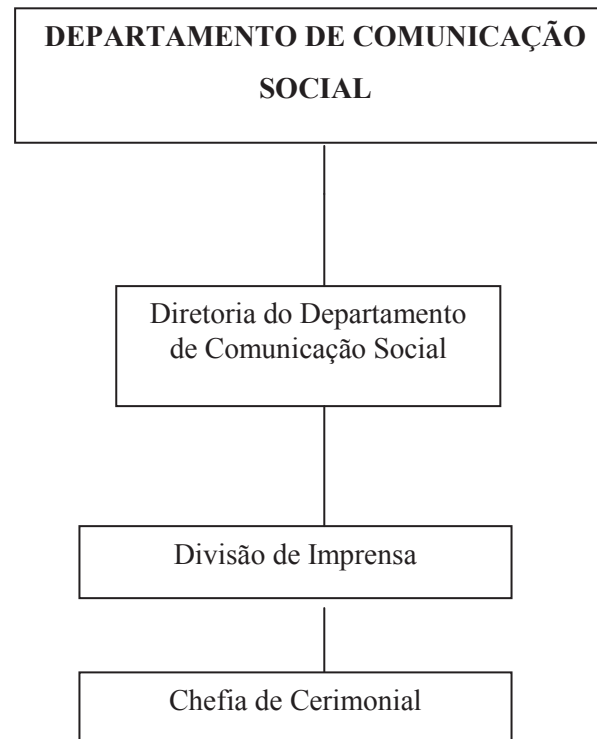 DEPARTAMENTO DE COMUNICAÇÃO
SOCIAL
Diretoria do Departamento
de Comunicação Social
Divisão de Imprensa
Chefia de Cerimonial